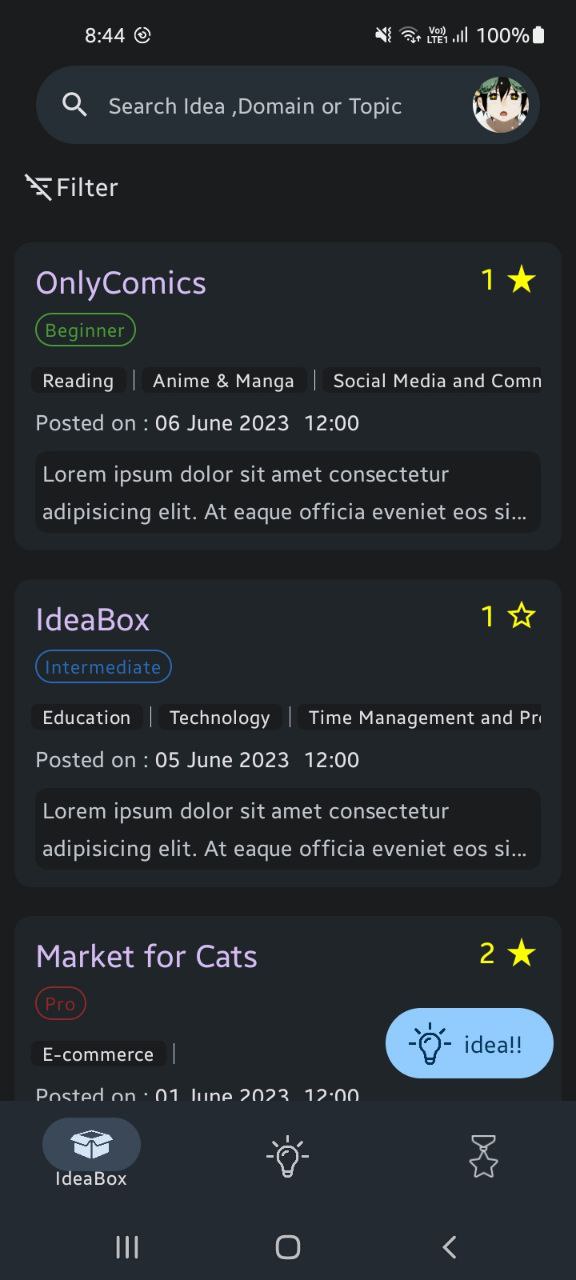 8:44 Vo) LTE1 100%
Search Idea ,Domain or Topic
Filter
OnlyComics 1
Beginner
Reading | Anime & Manga | Social Media and Comm
Posted on : 06 June 2023 12:00
Lorem ipsum dolor sit amet consectetur
adipisicing elit. At eaque officia eveniet eos si...
IdeaBox 1
Intermediate
Education | Technology | Time Management and Pro
Posted on : 05 June 2023 12:00
Lorem ipsum dolor sit amet consectetur
adipisicing elit. At eaque officia eveniet eos si...
Market for Cats 2
Pro
idea!!
E-commerce |
Posted on : 01 June 2023 12:00
IdeaBox